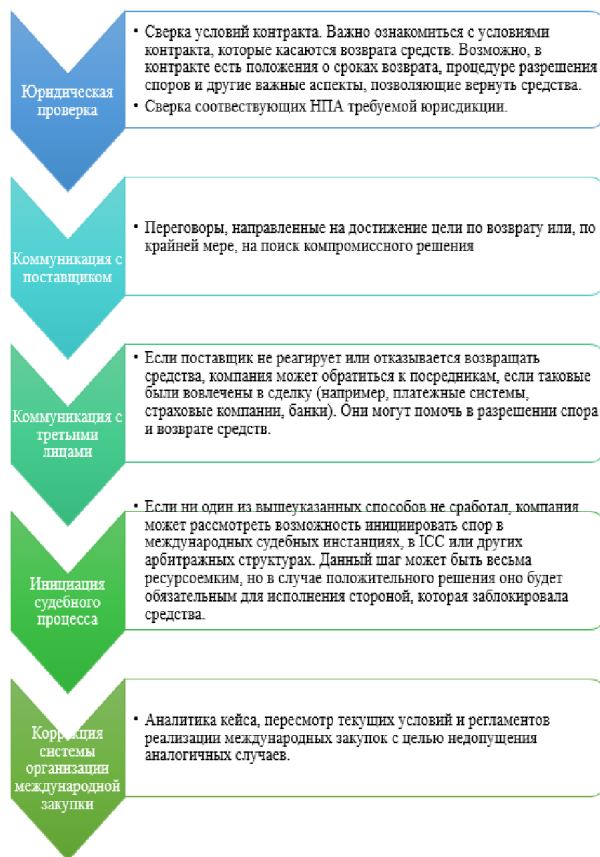 Юридическая
проверка
• Сверка условий контракта. Важно ознакомиться с условиями
контракта, которые касаются возврата средств. Возможно, в
контракте есть положения о сроках возврата, процедуре разрешения
споров и другие важные аспекты, позволяющие вернуть средства.
• Сверка соотвествующих НПА требуемой юрисдикции.
Коммуникация с
поставщиком
• Переговоры, направленные на достижение цели по возврату или, по
крайней мере, на поиск компромиссного решения
Коммуникация с
третьими
лицами
• Если поставщик не реагирует или отказывается возвращать
средства, компания может обратиться к посредникам, если таковые
были вовлечены в сделку (например, платежные системы,
страховые компании, банки). Они могут помочь в разрешении спора
и возврате средств.
Инициация
судебного
процесса
• Если ни один из вышеуказанных способов не сработал, компания
может рассмотреть возможность инициировать спор в
международных судебных инстанциях, в ICC или других
арбитражных структурах. Данный шаг может быть весьма
ресурсоемким, но в случае положительного решения оно будет
обязательным для исполнения стороной, которая заблокировала
средства.
Коррекция
системы
организации
международной
закупки
• Аналитика кейса, пересмотр текущих условий и регламентов
реализации международных закупок с целью недопущения
аналогичных случаев.